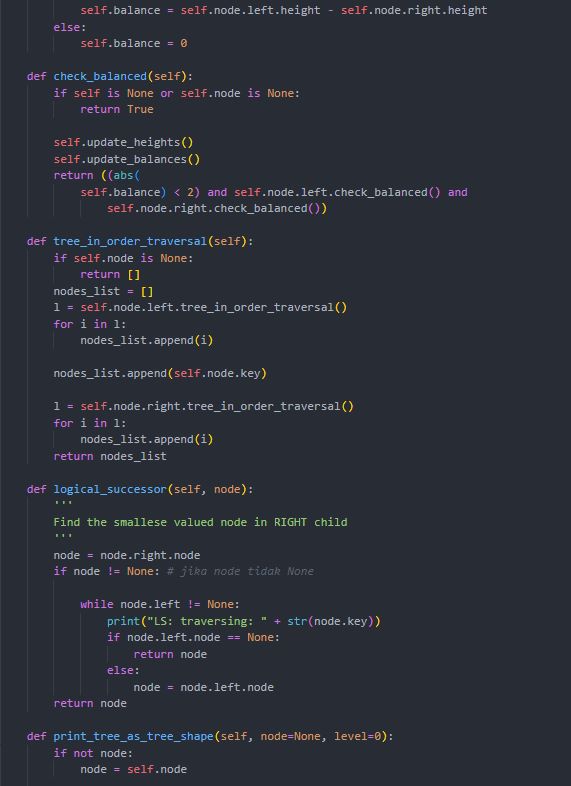 self.balance = self.node.left.height - self.node.right.height
else:
self.balance = 0
def check_balanced(self):
if self is None or self.node is None:
return True
self.update_heights()
self.update_balances()
return ((abs(
self.balance) < 2) and self.node.left.check_balanced() and
self.node.right.check_balanced())
def tree_in_order_traversal(self):
if self.node is None:
return []
nodes_list = []
l = self.node.left.tree_in_order_traversal()
for i in l:
nodes_list.append(i)
nodes_list.append(self.node.key)
l = self.node.right.tree_in_order_traversal()
for i in l:
nodes_list.append(i)
return nodes_list
def logical_successor(self, node):
'''
Find the smallese valued node in RIGHT child
'''
node = node.right.node
if node != None: # jika node tidak None
while node.left != None:
print("LS: traversing: " + str(node.key))
if node.left.node == None:
return node
else:
node = node.left.node
return node
def print_tree_as_tree_shape(self, node=None, level=0):
if not node:
node = self.node